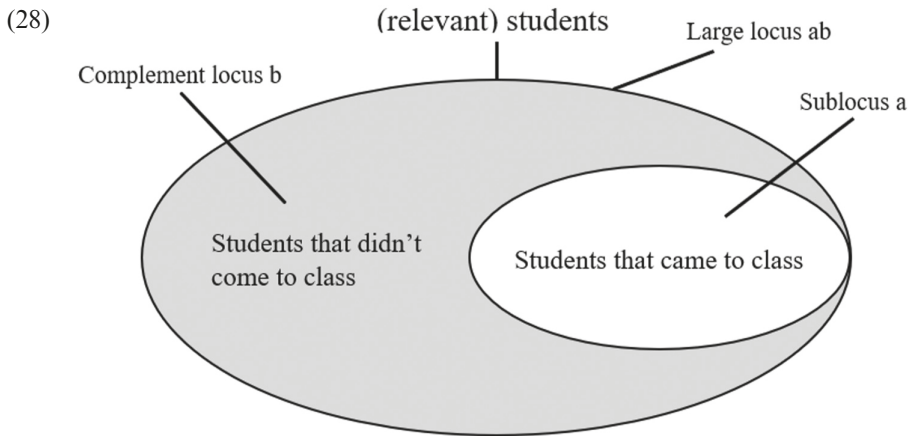 (28)
(relevant) students
Large locus ab
Complement locus b
Sublocus a
Students that didn’t
come to class
Students that came to class